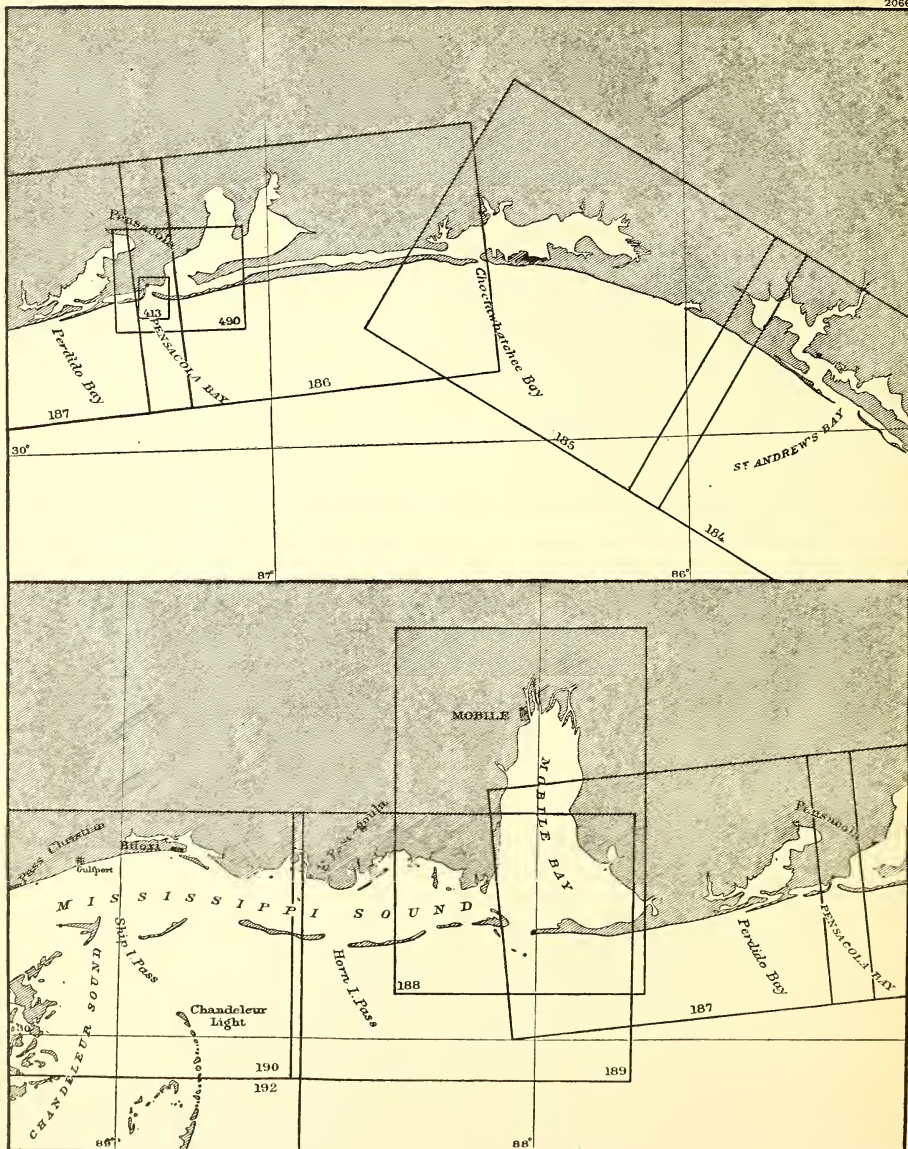 2066
Pensacola
413
490
Perdido Bay
PENSACOLA BAY
186
187
Choctawhatchee Bay
30°
185
ST ANDREW'S BAY
184
87°
86°
MOBILE
MOBILE BAY
Pensacola
E. Pascagoula
Pass Christian
Biloxi
Gulfport
MISSISSIPPI SOUND
Ship I. Pass
Horn I. Pass
Perdido Bay
PENSACOLA BAY
188
187
Chandeleur
Light
CHANDELEUR SOUND
190
189
192
88°